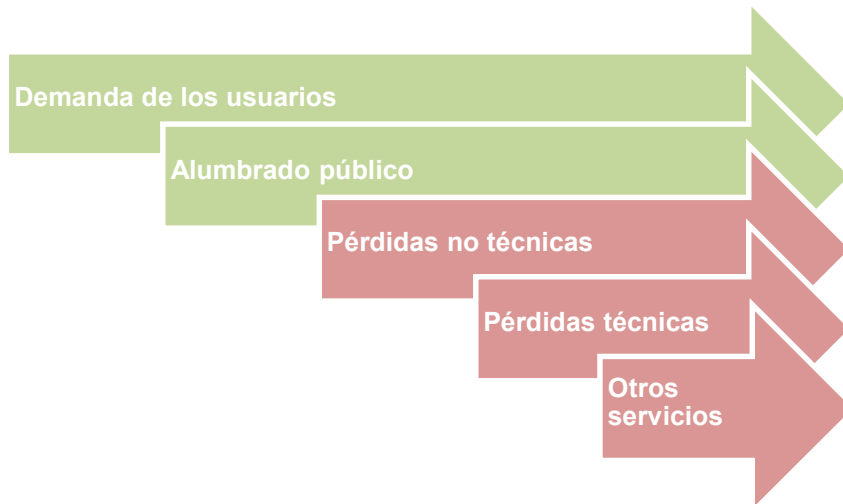 Demanda de los usuarios
Alumbrado público
Pérdidas no técnicas
Pérdidas técnicas
Otros
servicios